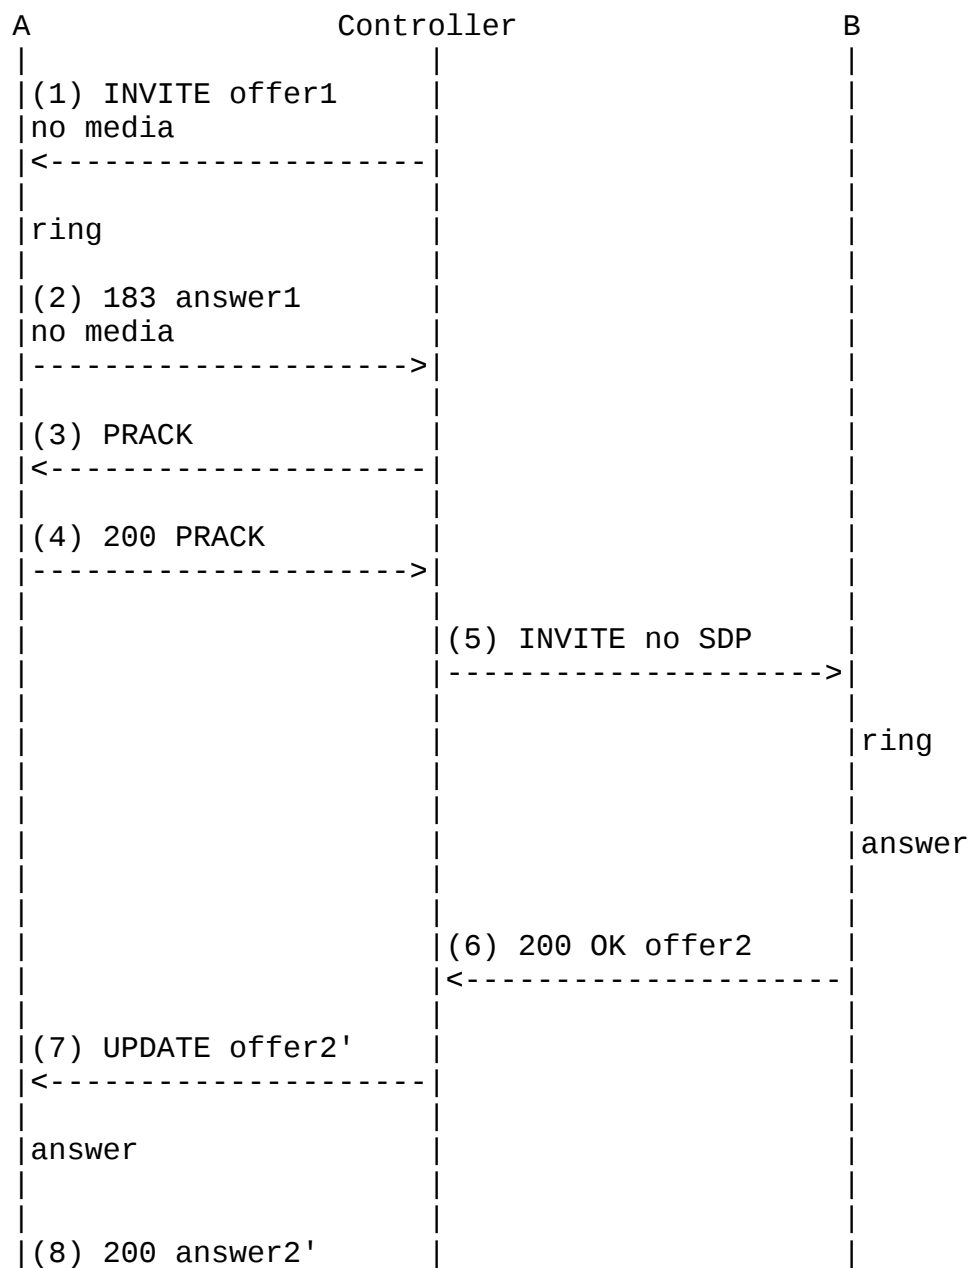 A Controller B
(1) INVITE offer1
no media
<---------------------
ring
(2) 183 answer1
no media
--------------------->
(3) PRACK
<---------------------
(4) 200 PRACK
--------------------->
(5) INVITE no SDP
--------------------->
ring
answer
(6) 200 OK offer2
<---------------------
(7) UPDATE offer2'
<---------------------
answer
(8) 200 answer2'